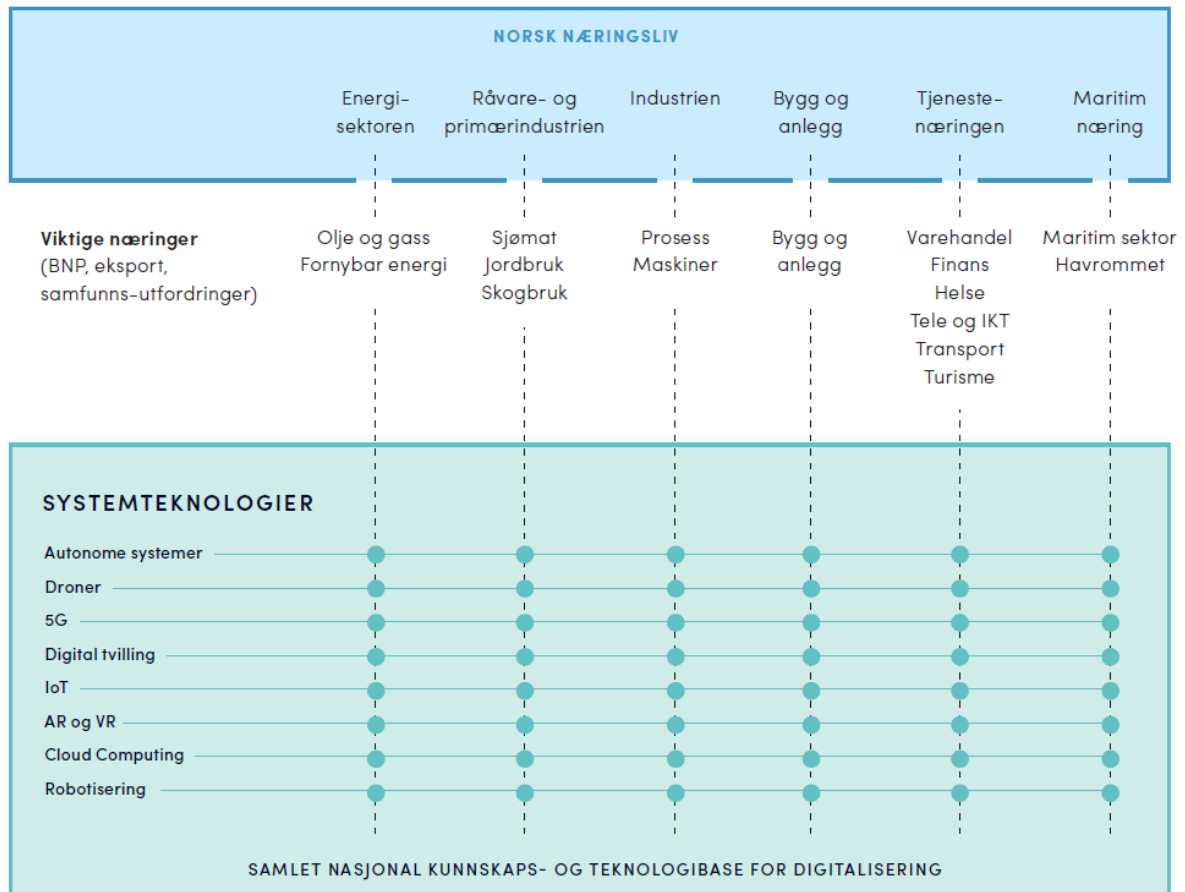 NORSK NÆRINGSLIV
Energi-
sektoren
Råvare- og
primærindustrien
Industrien
Bygg og
anlegg
Tjeneste-
næringen
Maritim
næring
Viktige næringer
(BNP, eksport,
samfunns-utfordringer)
Olje og gass
Fornybar energi
Sjømat
Jordbruk
Skogbruk
Prosess
Maskiner
Bygg og
anlegg
Varehandel
Finans
Helse
Tele og IKT
Transport
Turisme
Maritim sektor
Havrommet
SYSTEMTEKNOLOGIER
Autonome systemer
Droner
5G
Digital tvilling
IoT
AR og VR
Cloud Computing
Robotisering
SAMLET NASJONAL KUNNSKAPS- OG TEKNOLOGIBASE FOR DIGITALISERING